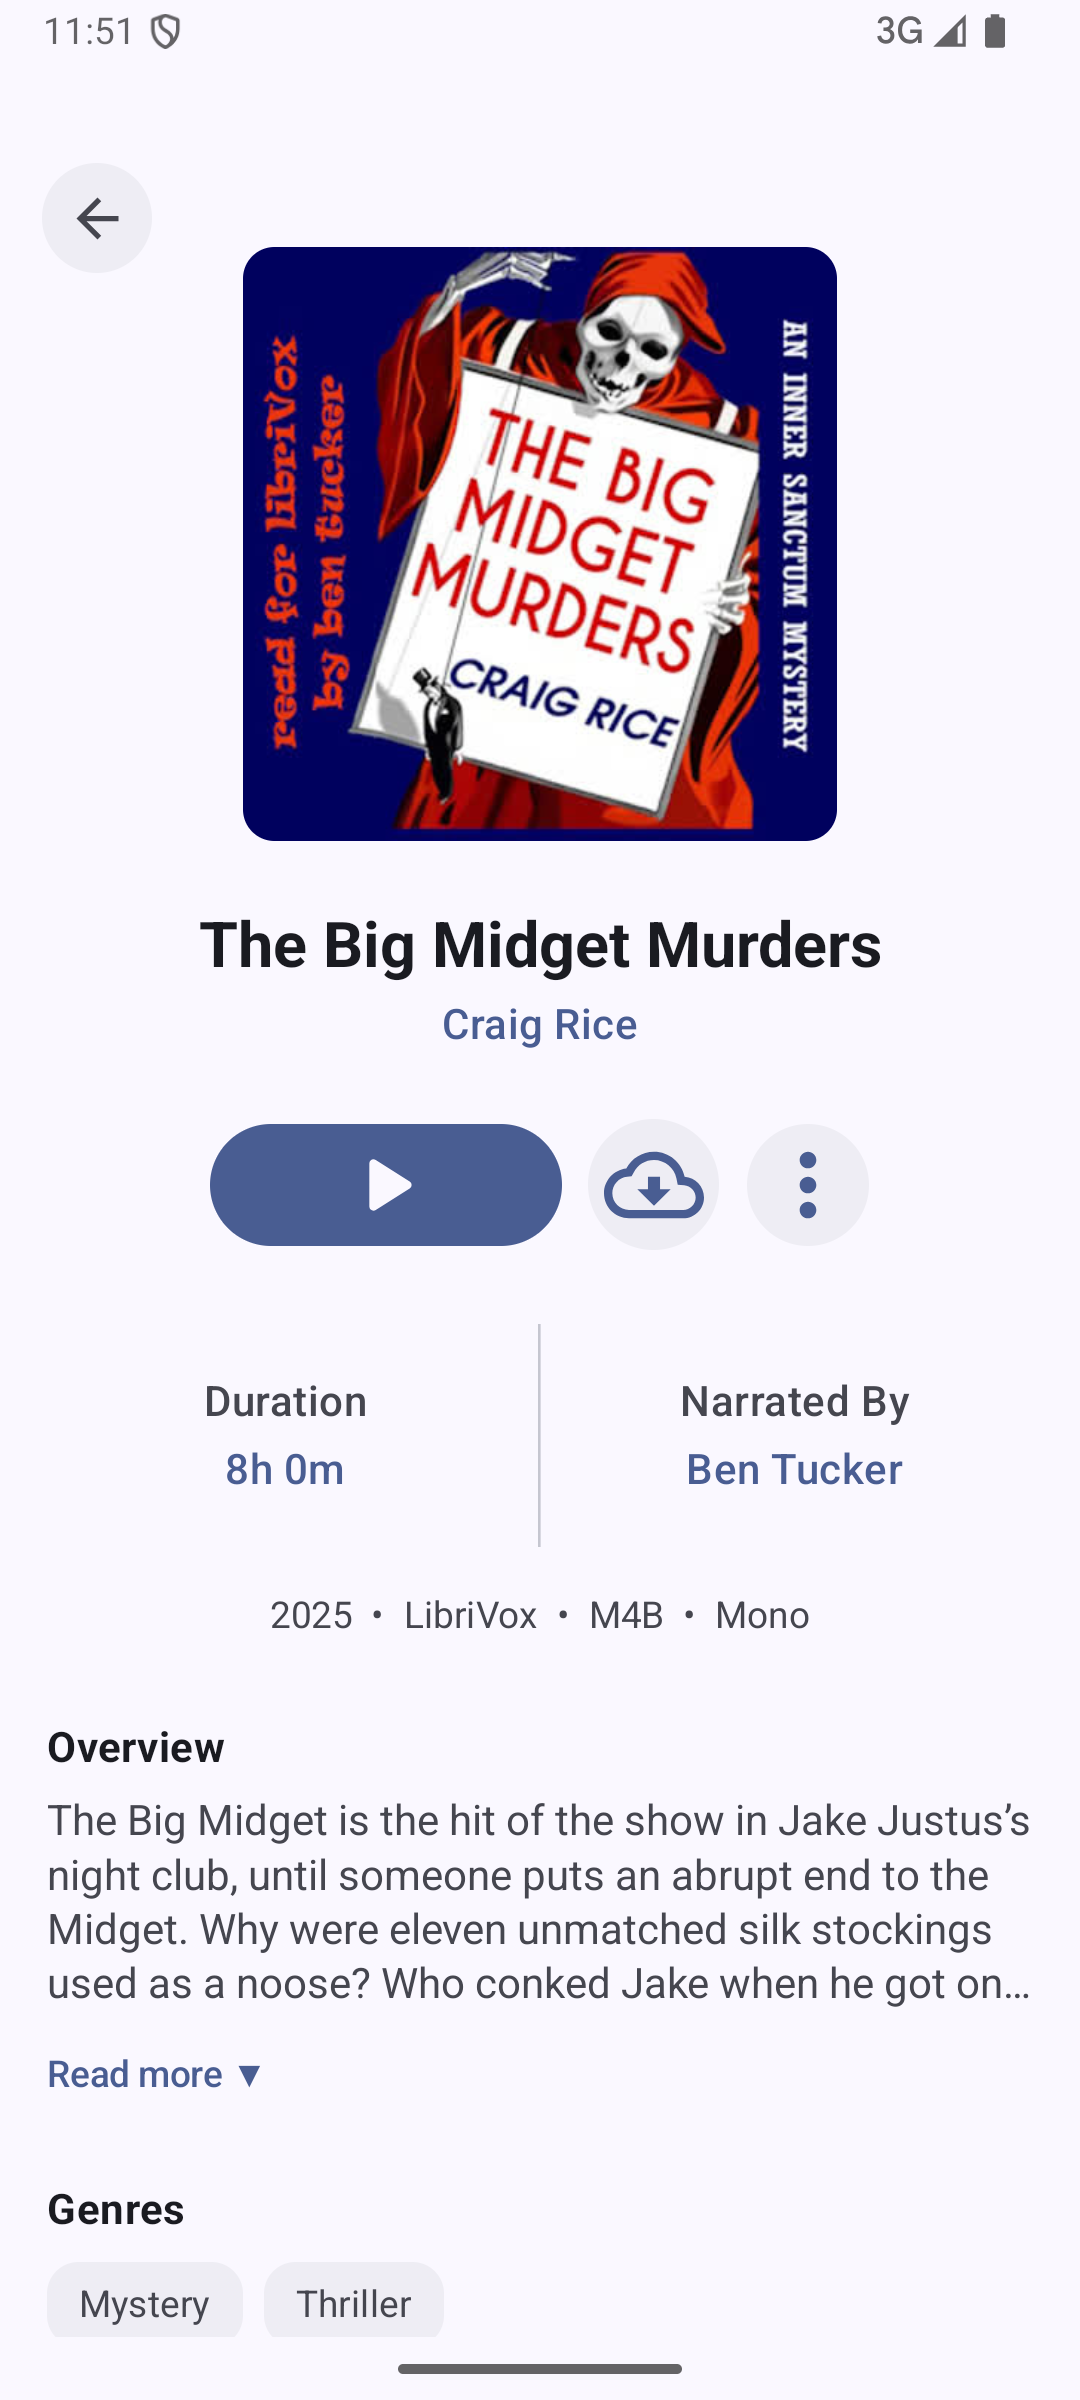 11:51
3G
read for librivox
by ben tucker
THE BIG
MIDGET
MURDERS
CRAIG RICE
AN INNER SANCTUM MYSTERY
The Big Midget Murders
Craig Rice
Duration
8h 0m
Narrated By
Ben Tucker
2025 • LibriVox • M4B • Mono
Overview
The Big Midget is the hit of the show in Jake Justus’s
night club, until someone puts an abrupt end to the
Midget. Why were eleven unmatched silk stockings
used as a noose? Who conked Jake when he got on…
Read more ▼
Genres
Mystery
Thriller